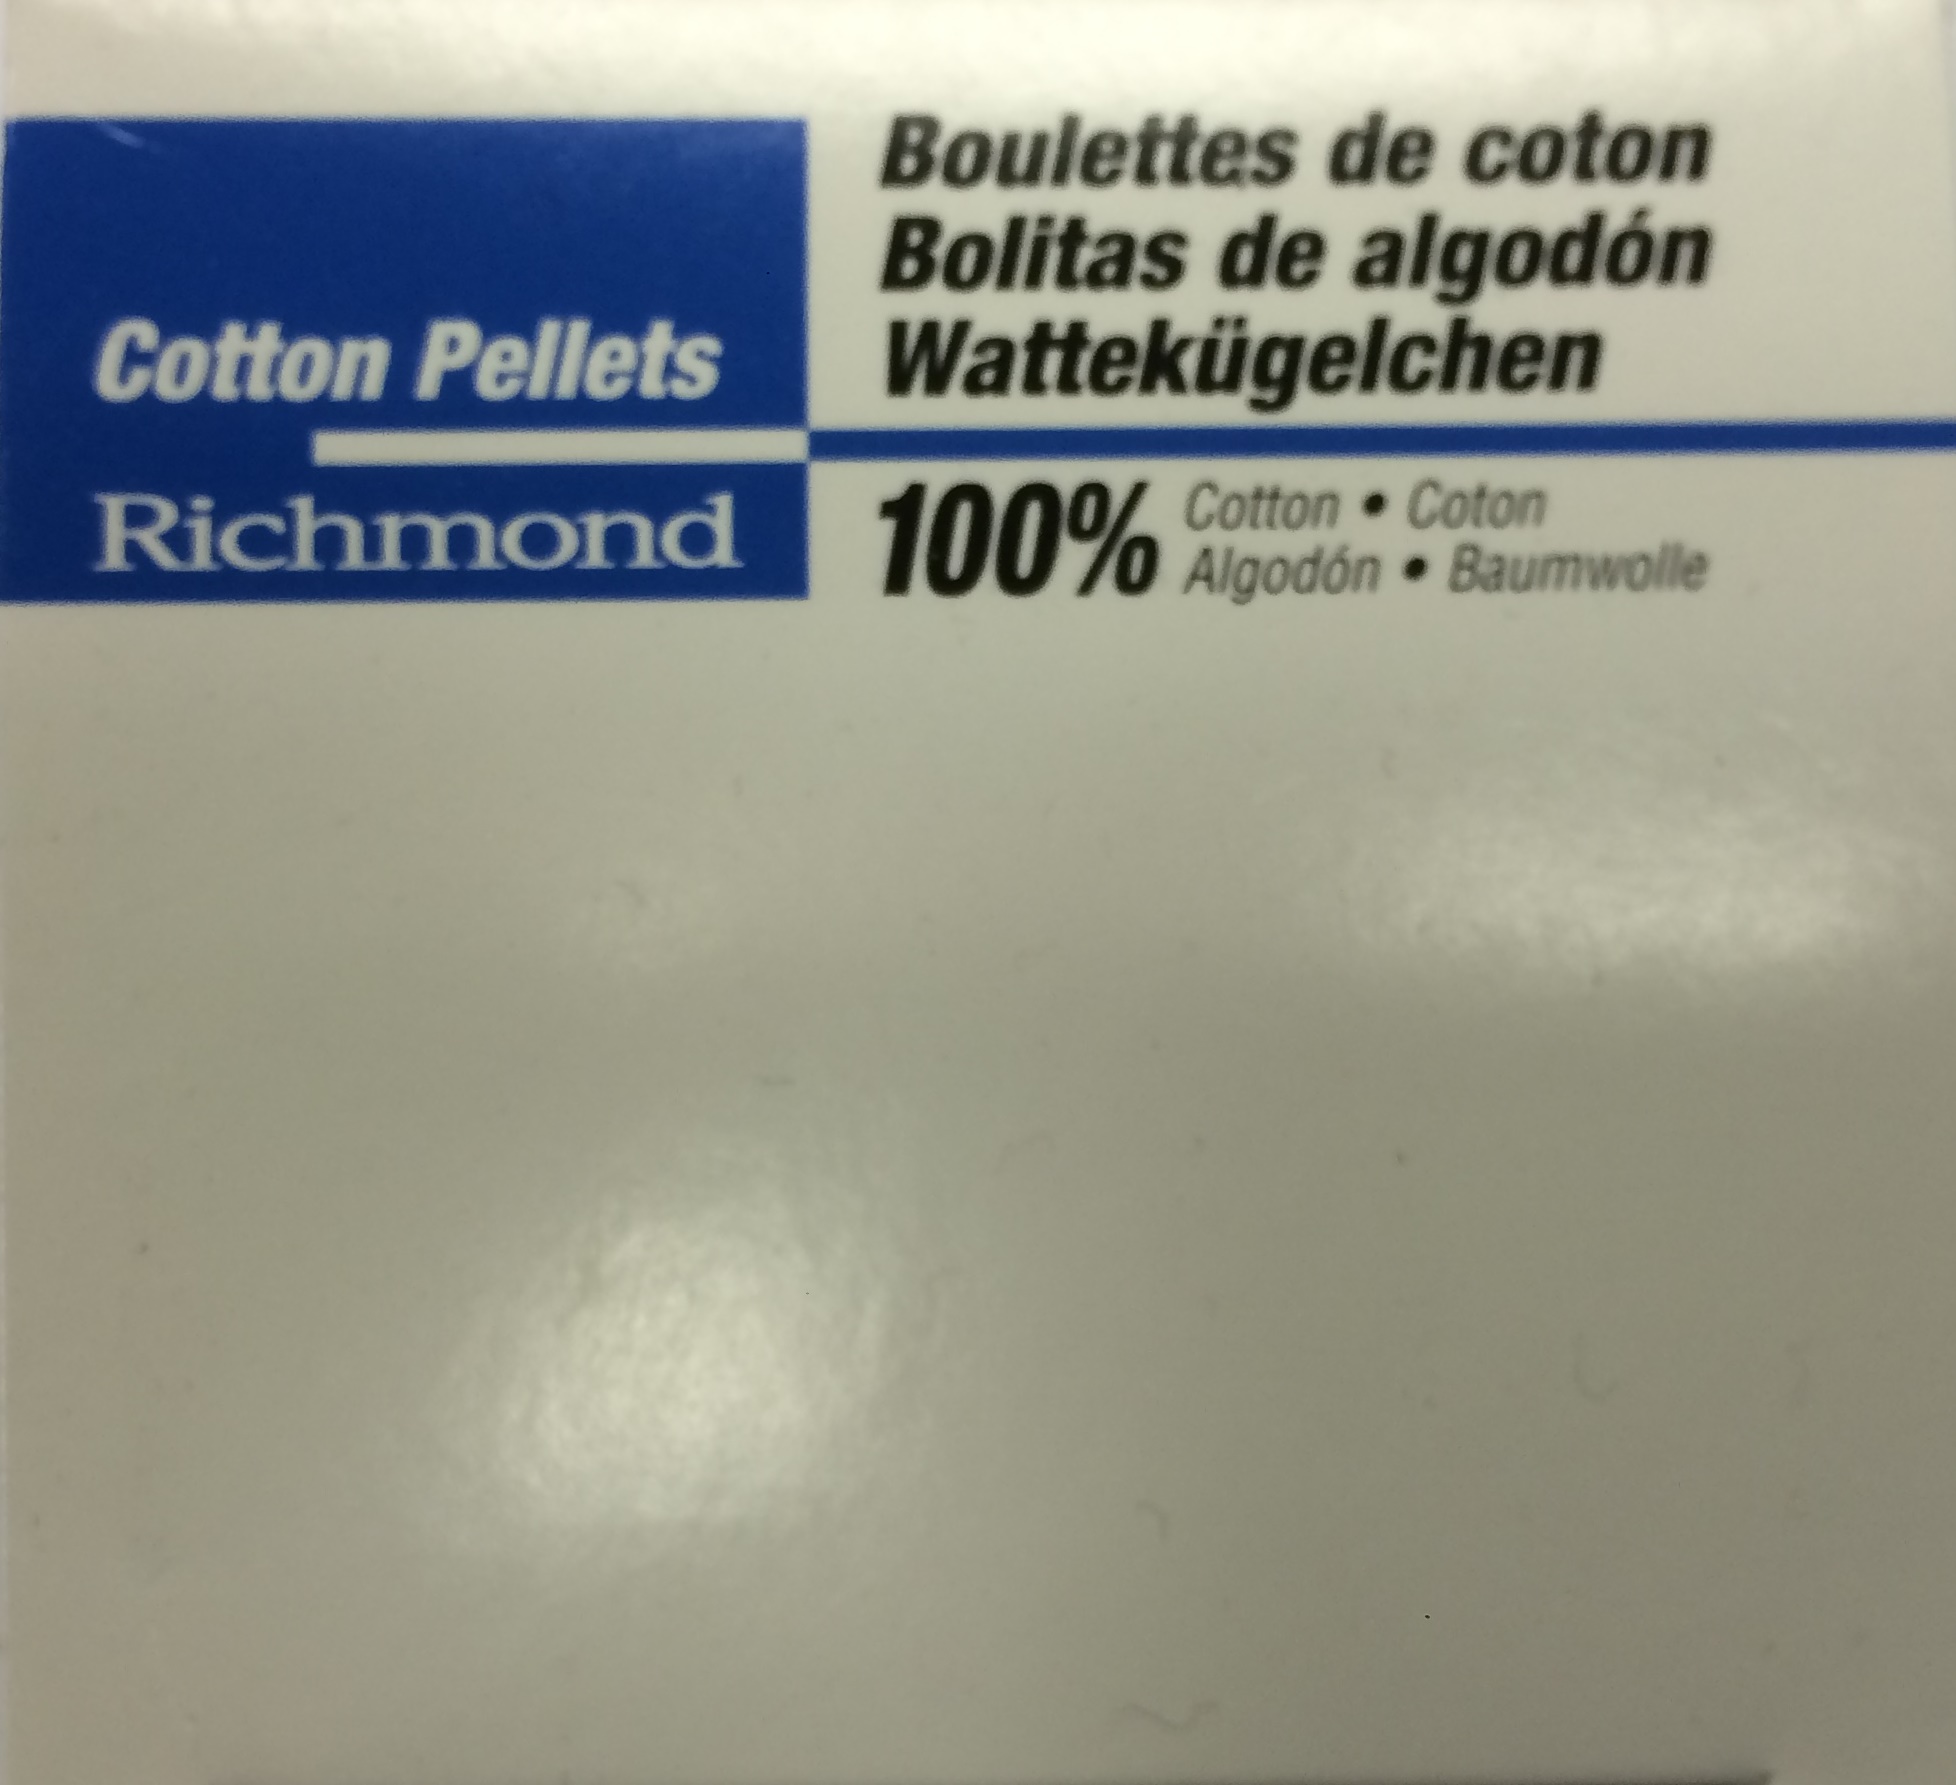 Cotton Pellets
Richmond
Boulettes de coton
Bolitas de algodón
Wattekügelchen
100% Cotton • Coton
Algodón • Baumwolle